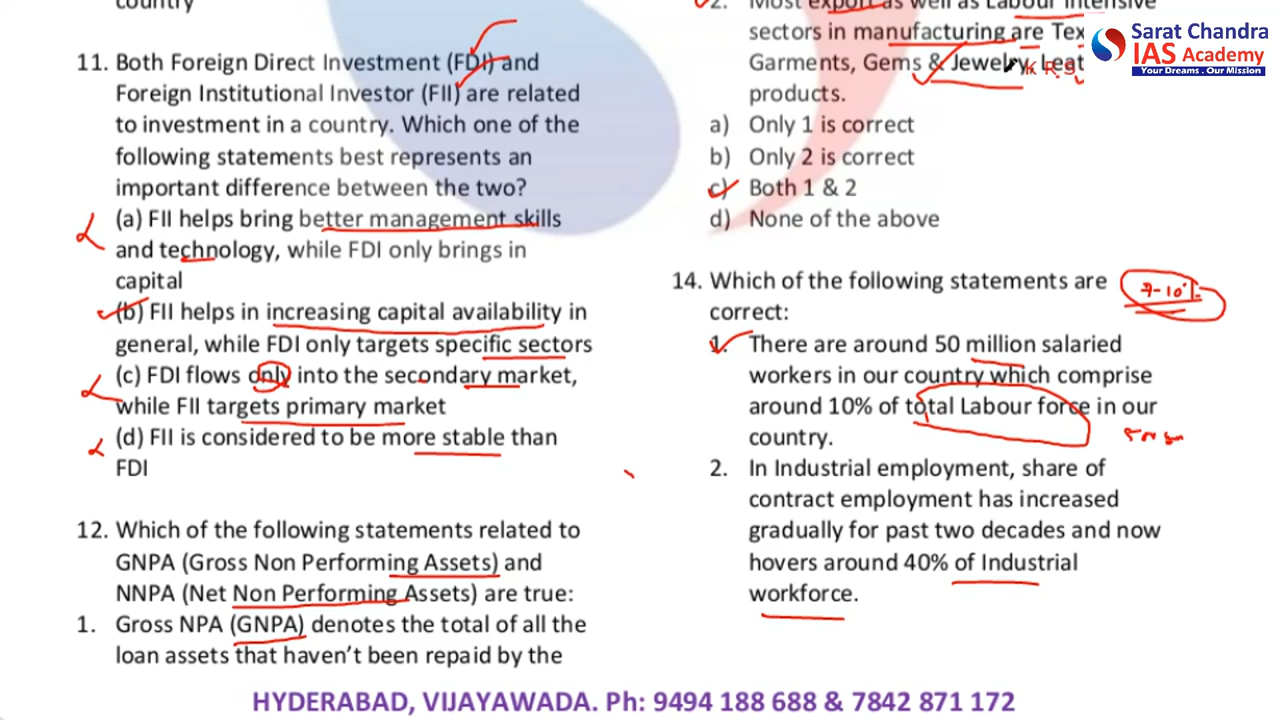 country
11. Both Foreign Direct Investment (FDI) and
Foreign Institutional Investor (FII) are related
to investment in a country. Which one of the
following statements best represents an
important difference between the two?
(a) FII helps bring better management skills
and technology, while FDI only brings in
capital
(b) FII helps in increasing capital availability in
general, while FDI only targets specific sectors
(c) FDI flows only into the secondary market,
while FII targets primary market
(d) FII is considered to be more stable than
FDI
12. Which of the following statements related to
GNPA (Gross Non Performing Assets) and
NNPA (Net Non Performing Assets) are true:
1. Gross NPA (GNPA) denotes the total of all the
loan assets that haven't been repaid by the
2. Most export as well as Labour intensive
sectors in manufacturing are Tex
Garments, Gems & Jewelry, Leat
products.
a) Only 1 is correct
b) Only 2 is correct
c) Both 1 & 2
d) None of the above
14. Which of the following statements are
correct:
7-10%
1. There are around 50 million salaried
workers in our country which comprise
around 10% of total Labour force in our
country.
2. In Industrial employment, share of
contract employment has increased
gradually for past two decades and now
hovers around 40% of Industrial
workforce.
Sarat Chandra
IAS Academy
Your Dreams . Our Mission
HYDERABAD, VIJAYAWADA. Ph: 9494 188 688 & 7842 871 172